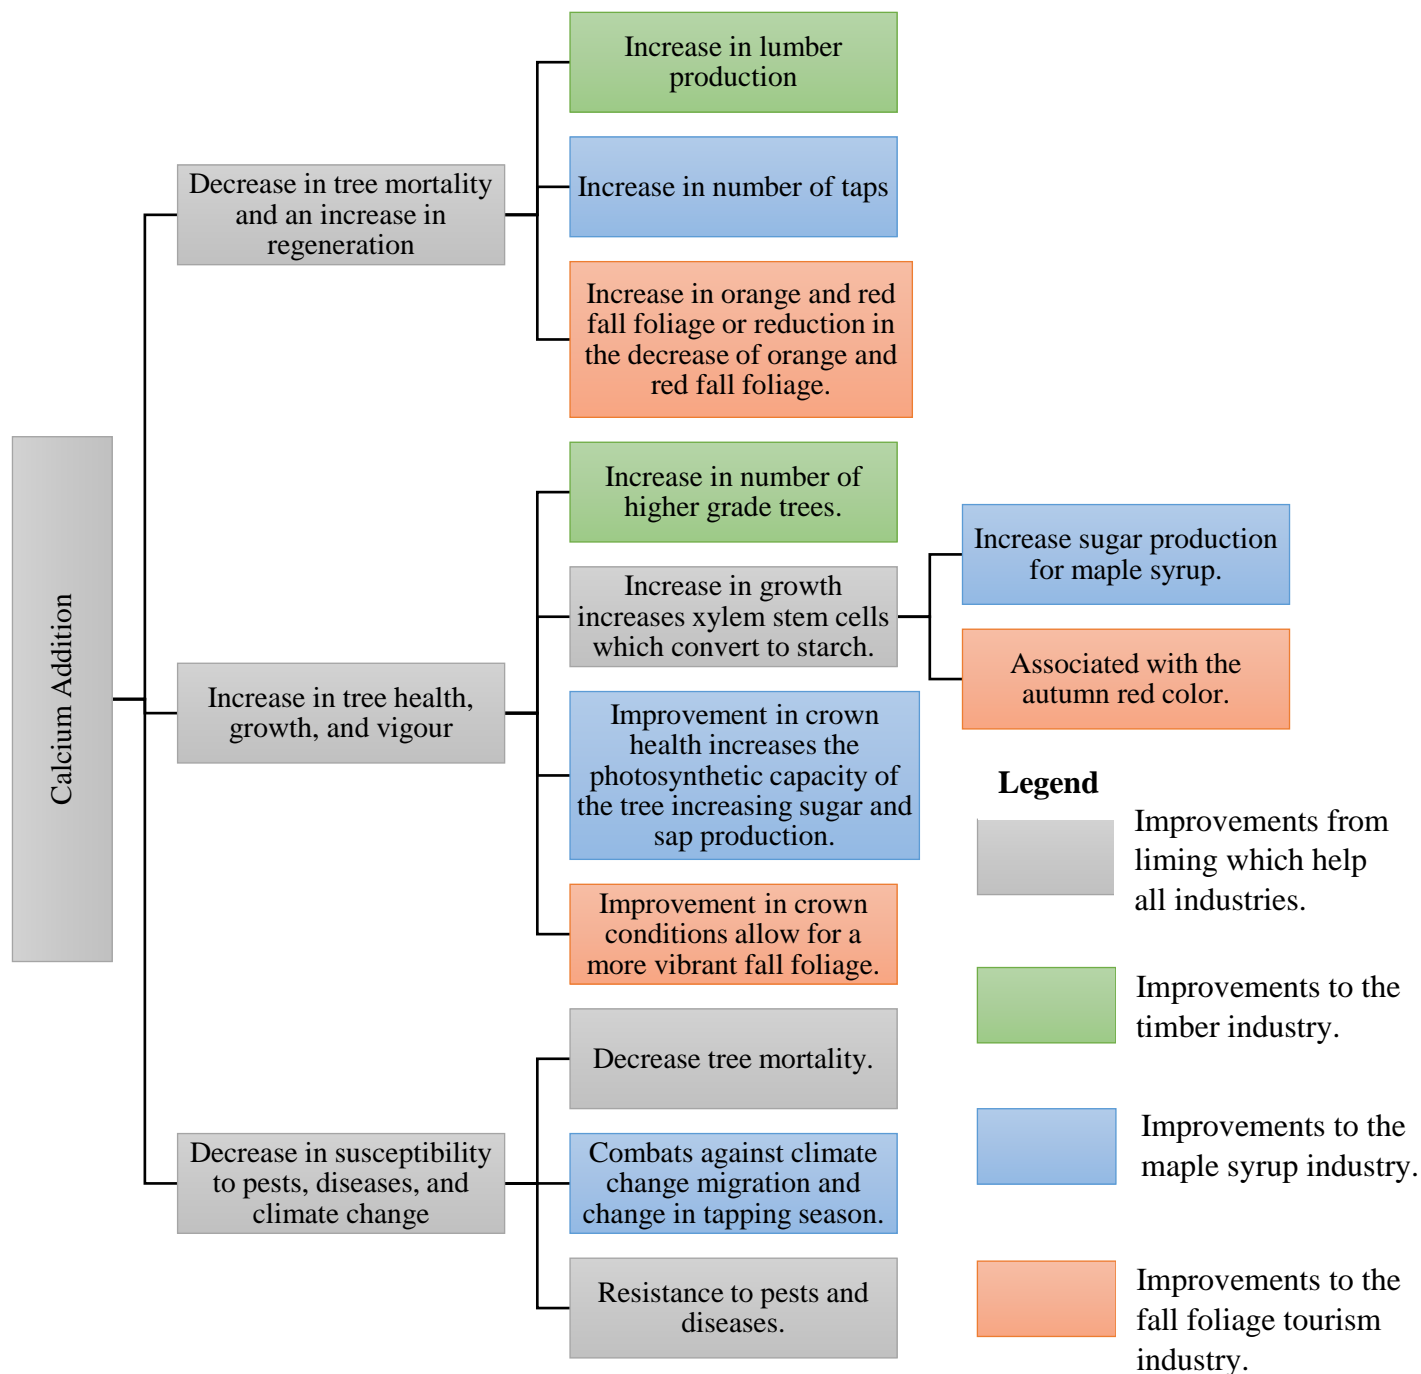 Calcium Addition
Decrease in tree mortality
and an increase in
regeneration
Increase in lumber
production
Increase in number of taps
Increase in orange and red
fall foliage or reduction in
the decrease of orange and
red fall foliage.
Increase in tree health,
growth, and vigour
Increase in number of
higher grade trees.
Increase in growth
increases xylem stem cells
which convert to starch.
Increase sugar production
for maple syrup.
Associated with the
autumn red color.
Improvement in crown
health increases the
photosynthetic capacity of
the tree increasing sugar and
sap production.
Improvement in crown
conditions allow for a
more vibrant fall foliage.
Decrease in susceptibility
to pests, diseases, and
climate change
Decrease tree mortality.
Combats against climate
change migration and
change in tapping season.
Resistance to pests and
diseases.
Legend
Improvements from
liming which help
all industries.
Improvements to the
timber industry.
Improvements to the
maple syrup industry.
Improvements to the
fall foliage tourism
industry.